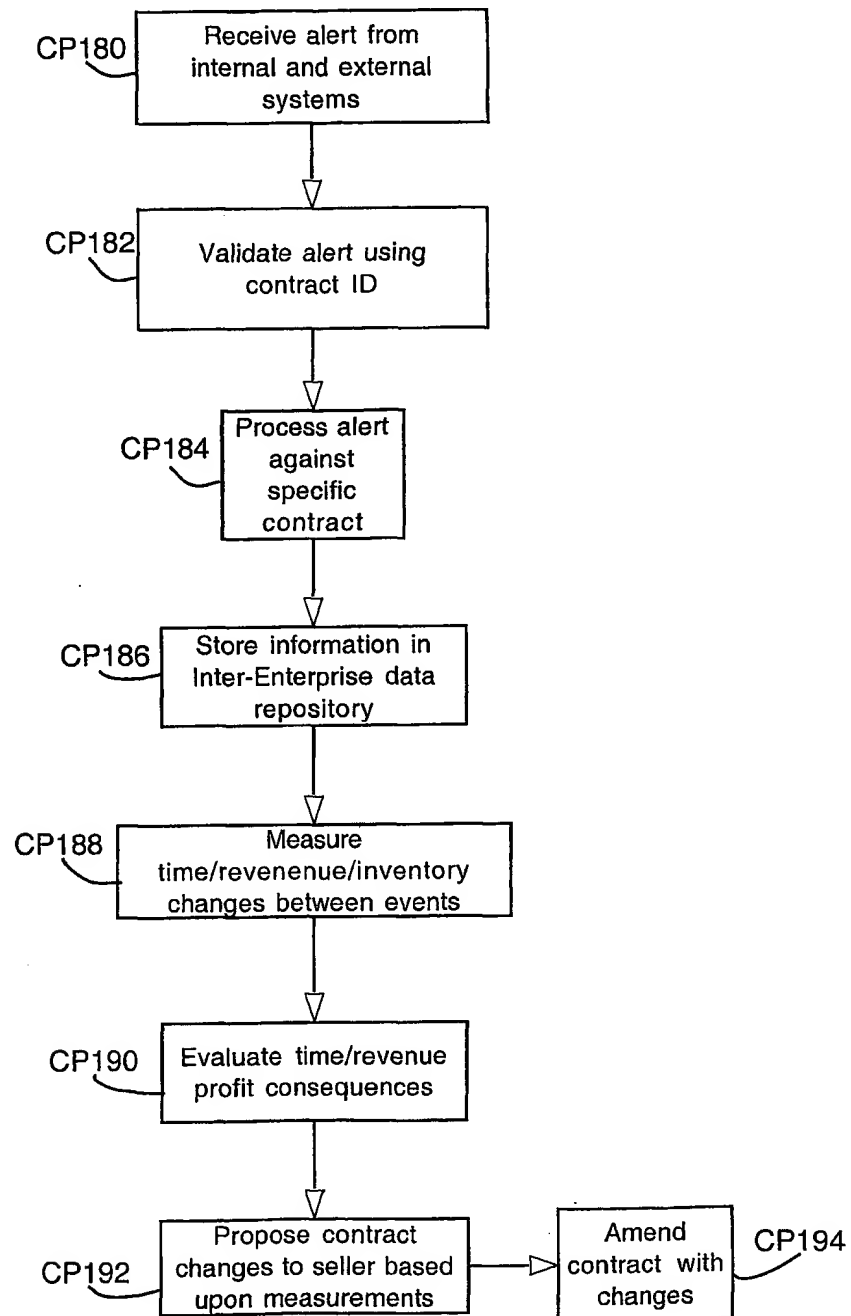 CP180
Receive alert from
internal and external
systems
CP182
Validate alert using
contract ID
CP184
Process alert
against
specific
contract
CP186
Store information in
Inter-Enterprise data
repository
CP188
Measure
time/revenenue/inventory
changes between events
CP190
Evaluate time/revenue
profit consequences
CP192
Propose contract
changes to seller based
upon measurements
Amend
contract with
changes
CP194